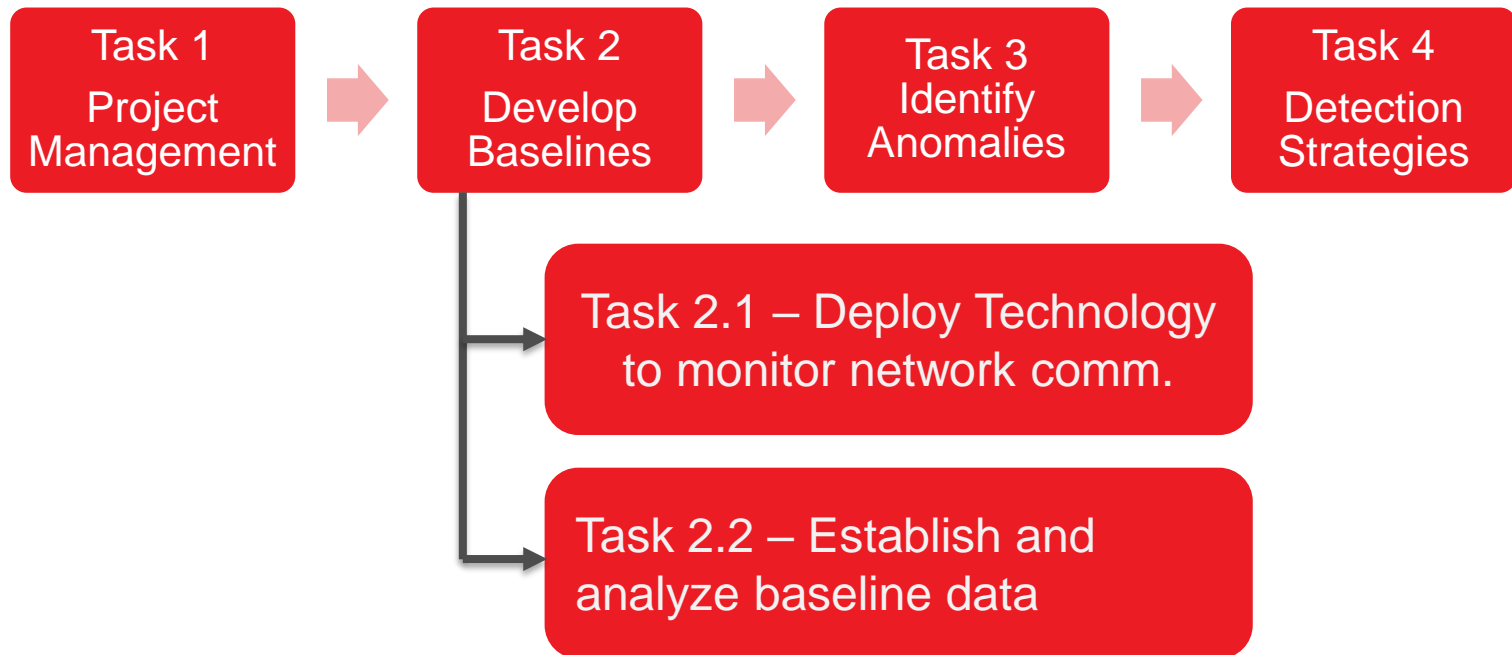 Task 1
Project
Management
Task 2
Develop
Baselines
Task 3
Identify
Anomalies
Task 4
Detection
Strategies
Task 2.1 – Deploy Technology
to monitor network comm.
Task 2.2 – Establish and
analyze baseline data